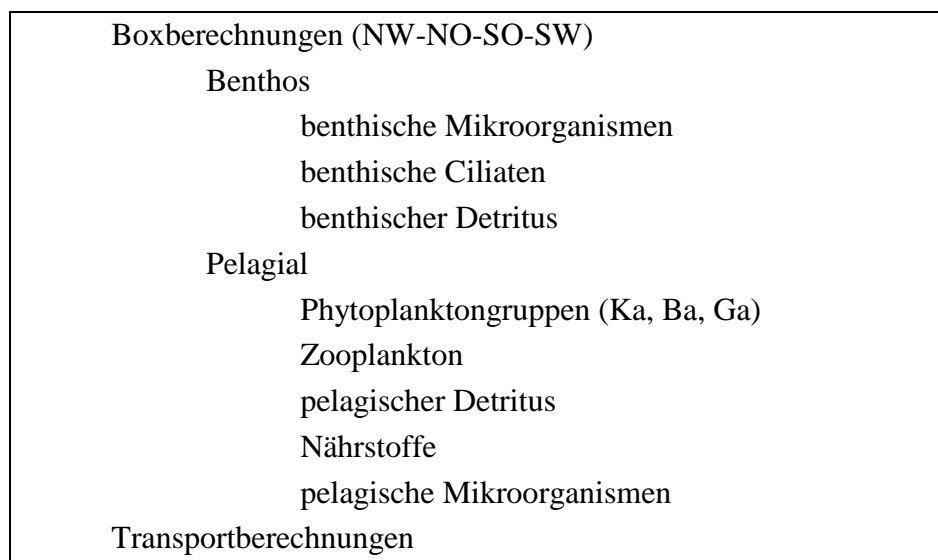 Boxberechnungen (NW-NO-SO-SW)
Benthos
benthische Mikroorganismen
benthische Ciliaten
benthischer Detritus
Pelagial
Phytoplanktongruppen (Ka, Ba, Ga)
Zooplankton
pelagischer Detritus
Nährstoffe
pelagische Mikroorganismen
Transportberechnungen